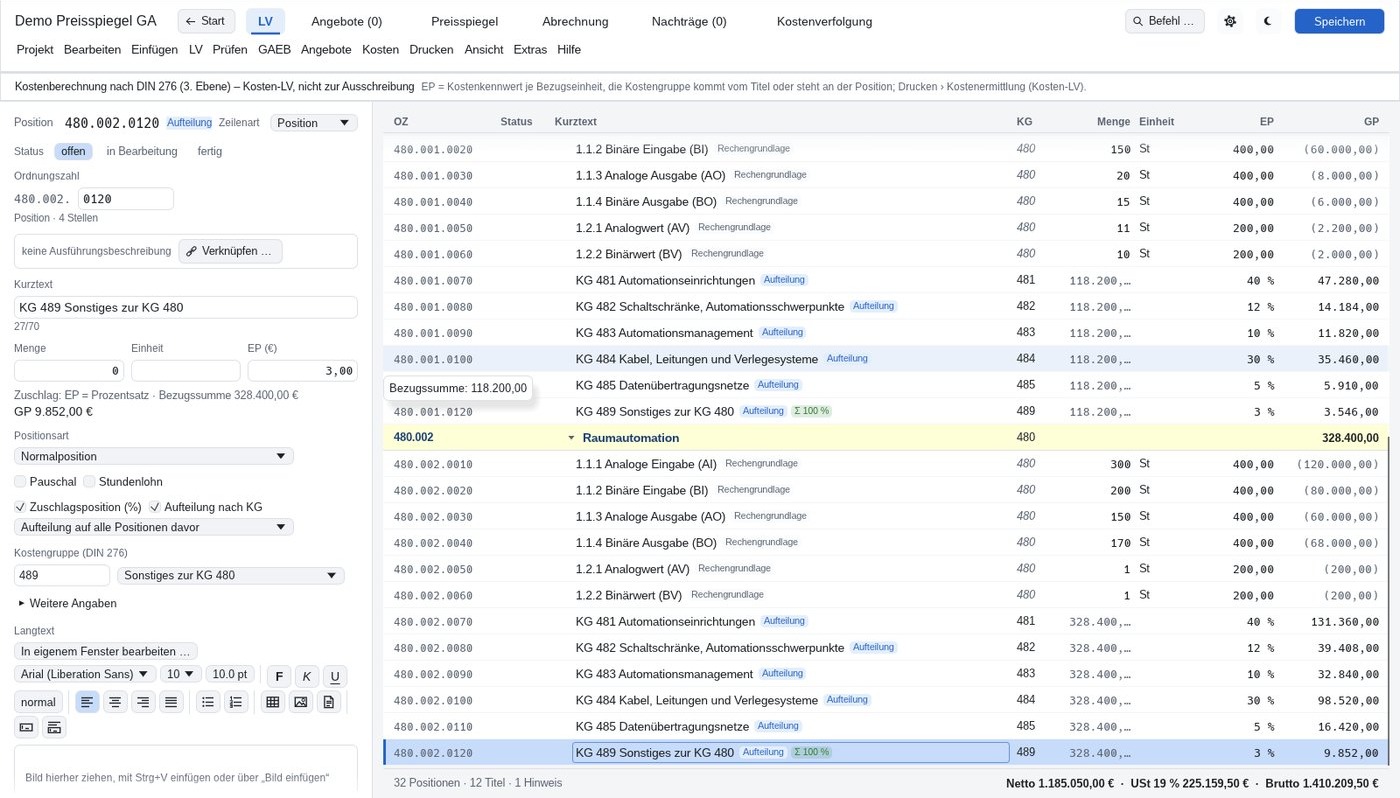 Demo Preisspiegel GA ← Start LV Angebote (0) Preisspiegel Abrechnung Nachträge (0) Kostenverfolgung Befehl … Speichern
Projekt Bearbeiten Einfügen LV Prüfen GAEB Angebote Kosten Drucken Ansicht Extras Hilfe
Kostenberechnung nach DIN 276 (3. Ebene) – Kosten-LV, nicht zur Ausschreibung EP = Kostenkennwert je Bezugseinheit, die Kostengruppe kommt vom Titel oder steht an der Position; Drucken › Kostenermittlung (Kosten-LV).
Position 480.002.0120 Aufteilung Zeilenart Position
Status offen in Bearbeitung fertig
Ordnungszahl
480.002. 0120
Position · 4 Stellen
keine Ausführungsbeschreibung Verknüpfen …
Kurztext
KG 489 Sonstiges zur KG 480
27/70
Menge Einheit EP (€)
0 3,00
Zuschlag: EP = Prozentsatz · Bezugssumme 328.400,00 €
GP 9.852,00 €
Positionsart
Normalposition
Pauschal Stundenlohn
Zuschlagsposition (%) Aufteilung nach KG
Aufteilung auf alle Positionen davor
Kostengruppe (DIN 276)
489 Sonstiges zur KG 480
Weitere Angaben
Langtext
In eigenem Fenster bearbeiten …
Arial (Liberation Sans) 10 10.0 pt F K U
normal
Bild hierher ziehen, mit Strg+V einfügen oder über „Bild einfügen“
OZ Status Kurztext KG Menge Einheit EP GP
480.001.0020 1.1.2 Binäre Eingabe (BI) Rechengrundlage 480 150 St 400,00 (60.000,00)
480.001.0030 1.1.3 Analoge Ausgabe (AO) Rechengrundlage 480 20 St 400,00 (8.000,00)
480.001.0040 1.1.4 Binäre Ausgabe (BO) Rechengrundlage 480 15 St 400,00 (6.000,00)
480.001.0050 1.2.1 Analogwert (AV) Rechengrundlage 480 11 St 200,00 (2.200,00)
480.001.0060 1.2.2 Binärwert (BV) Rechengrundlage 480 10 St 200,00 (2.000,00)
480.001.0070 KG 481 Automationseinrichtungen Aufteilung 481 118.200,… 40 % 47.280,00
480.001.0080 KG 482 Schaltschränke, Automationsschwerpunkte Aufteilung 482 118.200,… 12 % 14.184,00
480.001.0090 KG 483 Automationsmanagement Aufteilung 483 118.200,… 10 % 11.820,00
480.001.0100 KG 484 Kabel, Leitungen und Verlegesysteme Aufteilung 484 118.200,… 30 % 35.460,00
Bezugssumme: 118.200,00 KG 485 Datenübertragungsnetze Aufteilung 485 118.200,… 5 % 5.910,00
480.001.0120 KG 489 Sonstiges zur KG 480 Aufteilung Σ 100 % 489 118.200,… 3 % 3.546,00
480.002 Raumautomation 480 328.400,00
480.002.0010 1.1.1 Analoge Eingabe (AI) Rechengrundlage 480 300 St 400,00 (120.000,00)
480.002.0020 1.1.2 Binäre Eingabe (BI) Rechengrundlage 480 200 St 400,00 (80.000,00)
480.002.0030 1.1.3 Analoge Ausgabe (AO) Rechengrundlage 480 150 St 400,00 (60.000,00)
480.002.0040 1.1.4 Binäre Ausgabe (BO) Rechengrundlage 480 170 St 400,00 (68.000,00)
480.002.0050 1.2.1 Analogwert (AV) Rechengrundlage 480 1 St 200,00 (200,00)
480.002.0060 1.2.2 Binärwert (BV) Rechengrundlage 480 1 St 200,00 (200,00)
480.002.0070 KG 481 Automationseinrichtungen Aufteilung 481 328.400,… 40 % 131.360,00
480.002.0080 KG 482 Schaltschränke, Automationsschwerpunkte Aufteilung 482 328.400,… 12 % 39.408,00
480.002.0090 KG 483 Automationsmanagement Aufteilung 483 328.400,… 10 % 32.840,00
480.002.0100 KG 484 Kabel, Leitungen und Verlegesysteme Aufteilung 484 328.400,… 30 % 98.520,00
480.002.0110 KG 485 Datenübertragungsnetze Aufteilung 485 328.400,… 5 % 16.420,00
480.002.0120 KG 489 Sonstiges zur KG 480 Aufteilung Σ 100 % 489 328.400,… 3 % 9.852,00
32 Positionen · 12 Titel · 1 Hinweis Netto 1.185.050,00 € · USt 19 % 225.159,50 € · Brutto 1.410.209,50 €